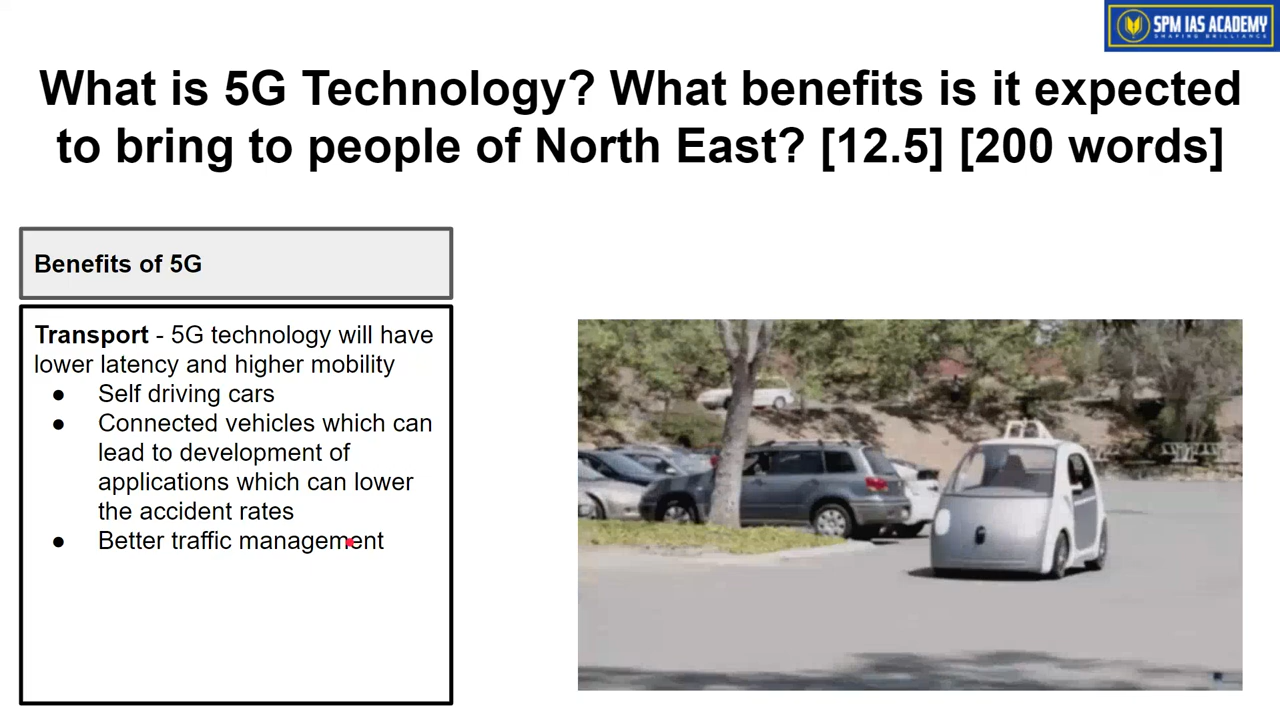 SPM IAS ACADEMY
SHAPING BRILLIANCE
What is 5G Technology? What benefits is it expected
to bring to people of North East? [12.5] [200 words]
Benefits of 5G
Transport - 5G technology will have
lower latency and higher mobility
● Self driving cars
● Connected vehicles which can
lead to development of
applications which can lower
the accident rates
● Better traffic management